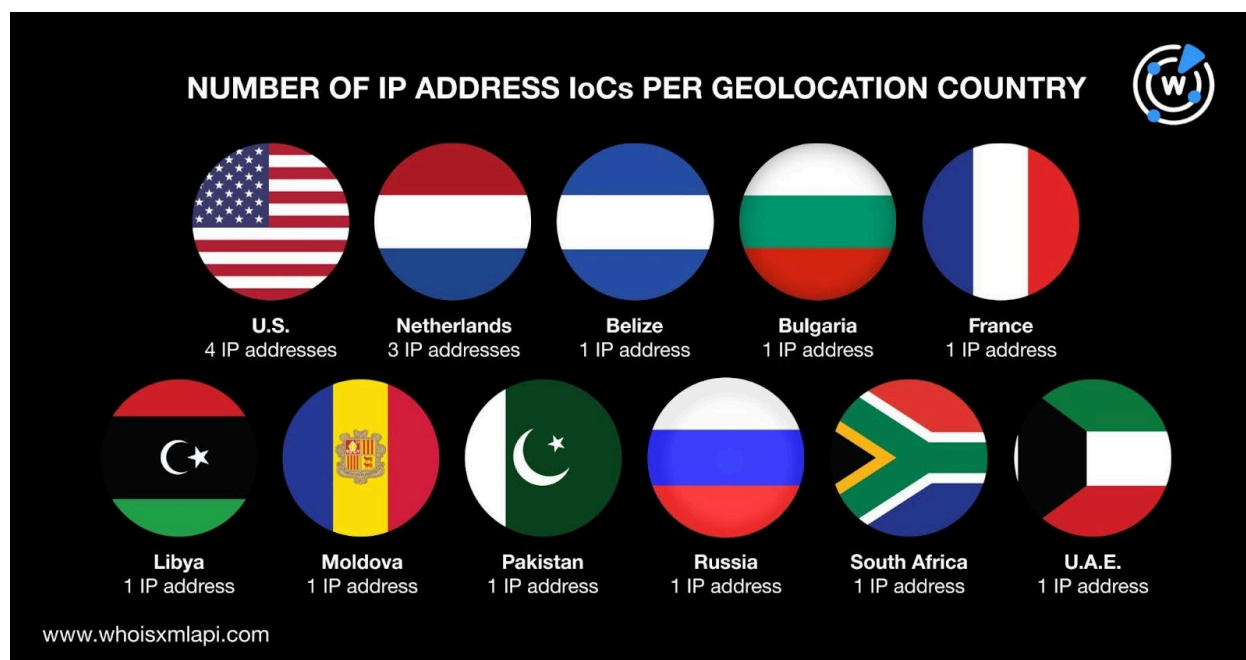 NUMBER OF IP ADDRESS IoCs PER GEOLOCATION COUNTRY
W
U.S.
4 IP addresses
Netherlands
3 IP addresses
Belize
1 IP address
Bulgaria
1 IP address
France
1 IP address
Libya
1 IP address
Moldova
1 IP address
Pakistan
1 IP address
Russia
1 IP address
South Africa
1 IP address
U.A.E.
1 IP address
www.whoisxmlapi.com